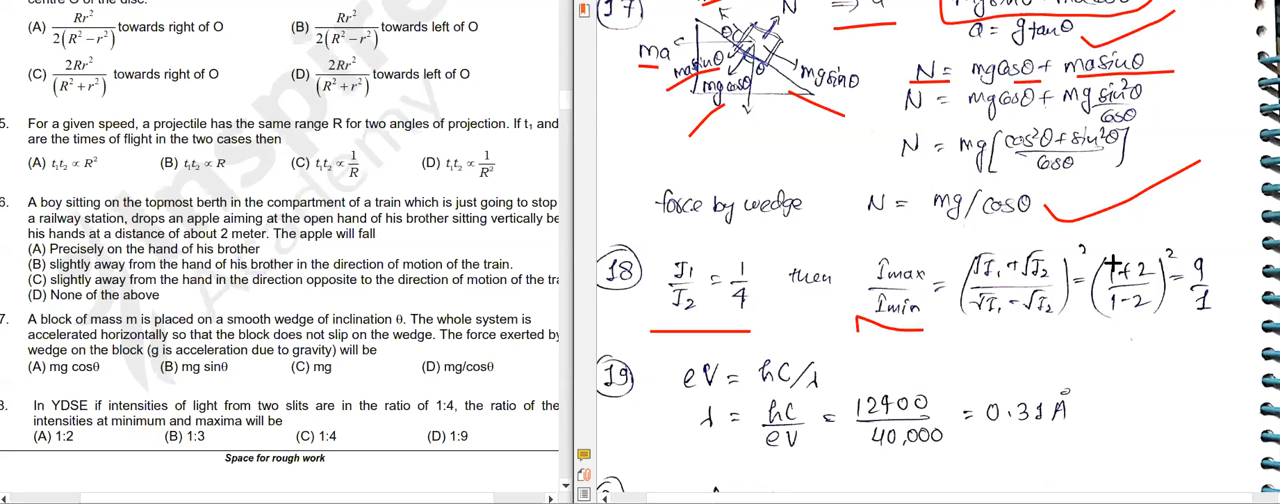 centre O of the disc.
(A) Rr²/2(R² – r²) towards right of O (B) Rr²/2(R² – r²) towards left of O
(C) 2Rr²/(R² + r²) towards right of O (D) 2Rr²/(R² + r²) towards left of O
5. For a given speed, a projectile has the same range R for two angles of projection. If t₁ and
are the times of flight in the two cases then
(A) t₁t₂ ∝ R² (B) t₁t₂ ∝ R (C) t₁t₂ ∝ 1/R (D) t₁t₂ ∝ 1/R²
6. A boy sitting on the topmost berth in the compartment of a train which is just going to stop
a railway station, drops an apple aiming at the open hand of his brother sitting vertically be
his hands at a distance of about 2 meter. The apple will fall
(A) Precisely on the hand of his brother
(B) slightly away from the hand of his brother in the direction of motion of the train.
(C) slightly away from the hand in the direction opposite to the direction of motion of the tra
(D) None of the above
7. A block of mass m is placed on a smooth wedge of inclination θ. The whole system is
accelerated horizontally so that the block does not slip on the wedge. The force exerted by
wedge on the block (g is acceleration due to gravity) will be
(A) mg cosθ (B) mg sinθ (C) mg (D) mg/cosθ
8. In YDSE if intensities of light from two slits are in the ratio of 1:4, the ratio of the
intensities at minimum and maxima will be
(A) 1:2 (B) 1:3 (C) 1:4 (D) 1:9
Space for rough work
Inspire
Academy
17
N
ma
θ
masinθ
mgcosθ
θ
mgsinθ
a = gtanθ
N = mgcosθ + masinθ
N = mgcosθ + mg sin²θ/cosθ
N = mg[cos²θ + sin²θ/cosθ]
force by wedge N = mg/cosθ
18 I₁/I₂ = 1/4 then Imax/Imin = (√I₁+√I₂/√I₁-√I₂)² = (1+2/1-2)² = 9/1
19 eV = hc/λ
λ = hc/eV = 12400/40,000 = 0.31 Å